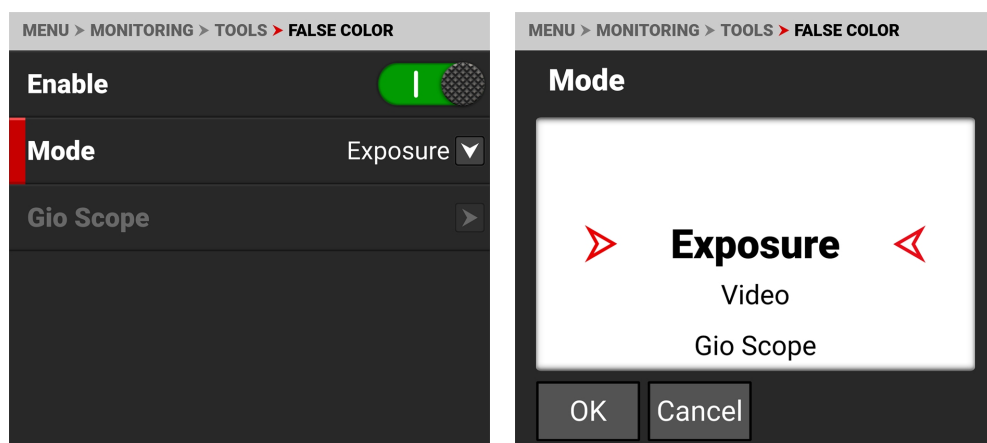 MENU > MONITORING > TOOLS > FALSE COLOR
Enable
Mode Exposure
Gio Scope
MENU > MONITORING > TOOLS > FALSE COLOR
Mode
Exposure
Video
Gio Scope
OK Cancel